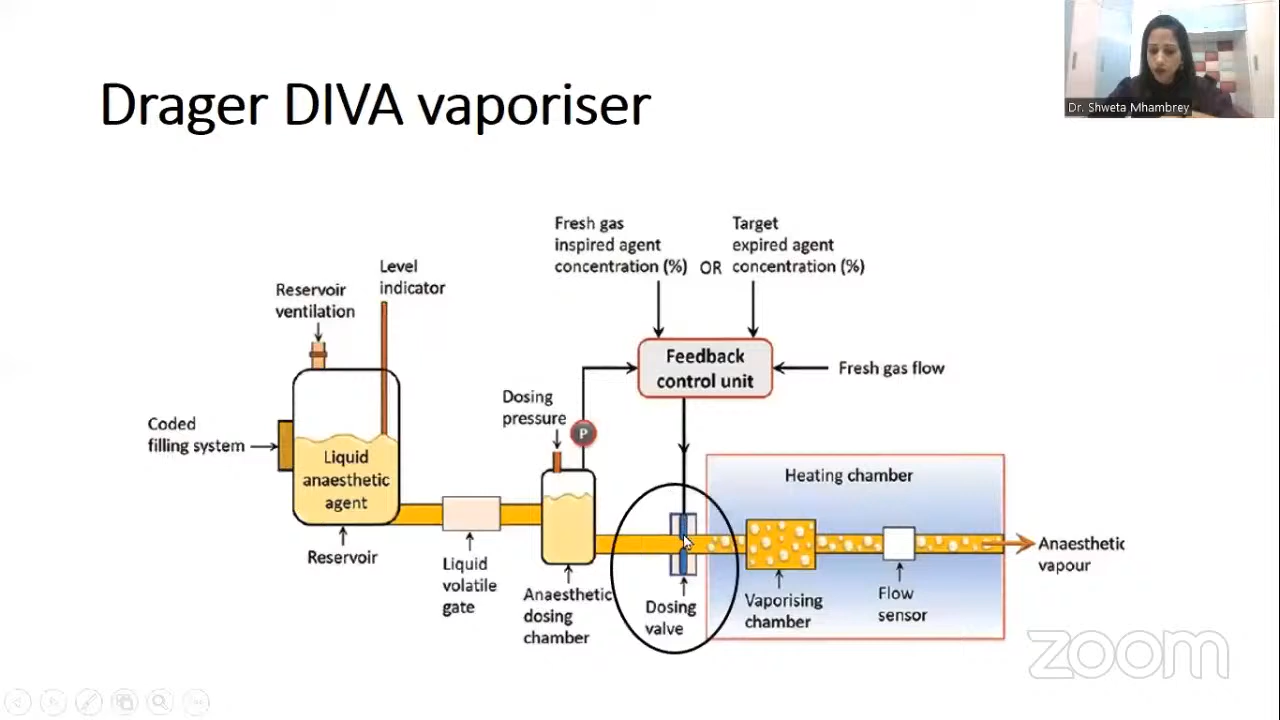 Drager DIVA vaporiser
Dr. Shweta Mhambrey
Fresh gas
inspired agent
concentration (%)
OR
Target
expired agent
concentration (%)
Level
indicator
Reservoir
ventilation
Feedback
control unit
Fresh gas flow
Dosing
pressure
P
Coded
filling system
Liquid
anaesthetic
agent
Heating chamber
Reservoir
Liquid
volatile
gate
Anaesthetic
dosing
chamber
Dosing
valve
Vaporising
chamber
Flow
sensor
Anaesthetic
vapour
zoom